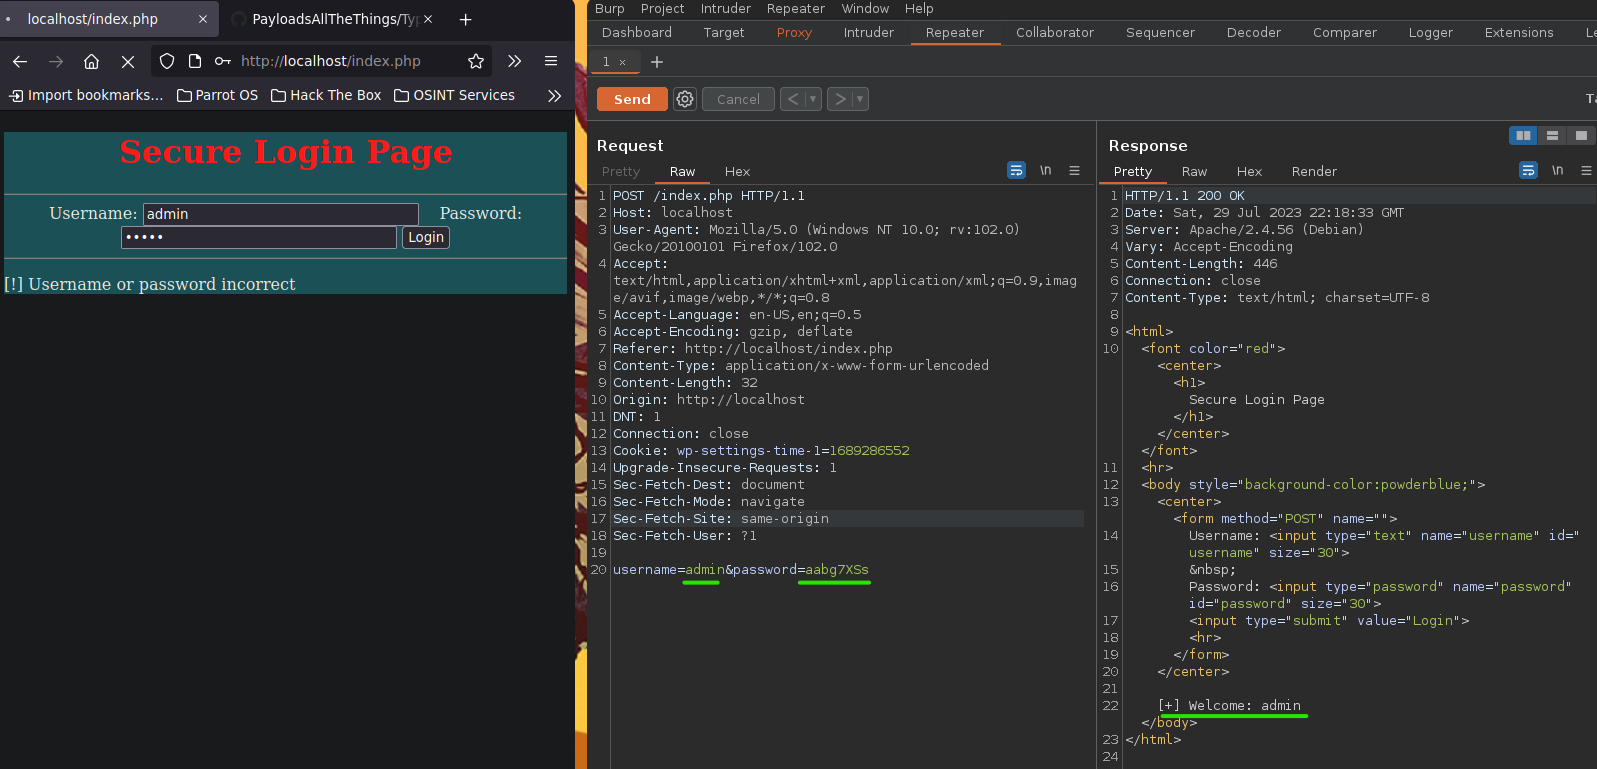 localhost/index.php
PayloadsAllTheThings/Typ
http://localhost/index.php
Import bookmarks...
Parrot OS
Hack The Box
OSINT Services
Secure Login Page
Username: admin Password:
••••• Login
[!] Username or password incorrect
Burp Project Intruder Repeater Window Help
Dashboard Target Proxy Intruder Repeater Collaborator Sequencer Decoder Comparer Logger Extensions Le
1 × +
Send Cancel < >
Ta
Request
Pretty Raw Hex \n
1 POST /index.php HTTP/1.1
2 Host: localhost
3 User-Agent: Mozilla/5.0 (Windows NT 10.0; rv:102.0)
Gecko/20100101 Firefox/102.0
4 Accept:
text/html,application/xhtml+xml,application/xml;q=0.9,imag
e/avif,image/webp,*/*;q=0.8
5 Accept-Language: en-US,en;q=0.5
6 Accept-Encoding: gzip, deflate
7 Referer: http://localhost/index.php
8 Content-Type: application/x-www-form-urlencoded
9 Content-Length: 32
10 Origin: http://localhost
11 DNT: 1
12 Connection: close
13 Cookie: wp-settings-time-1=1689286552
14 Upgrade-Insecure-Requests: 1
15 Sec-Fetch-Dest: document
16 Sec-Fetch-Mode: navigate
17 Sec-Fetch-Site: same-origin
18 Sec-Fetch-User: ?1
19
20 username=admin&password=aabg7XSs
Response
Pretty Raw Hex Render \n
1 HTTP/1.1 200 OK
2 Date: Sat, 29 Jul 2023 22:18:33 GMT
3 Server: Apache/2.4.56 (Debian)
4 Vary: Accept-Encoding
5 Content-Length: 446
6 Connection: close
7 Content-Type: text/html; charset=UTF-8
8
9 <html>
10 <font color="red">
<center>
<h1>
Secure Login Page
</h1>
</center>
</font>
11 <hr>
12 <body style="background-color:powderblue;">
13 <center>
<form method="POST" name="">
14 Username: <input type="text" name="username" id="
username" size="30">
15 &nbsp;
16 Password: <input type="password" name="password"
id="password" size="30">
17 <input type="submit" value="Login">
18 <hr>
19 </form>
20 </center>
21
22 [+] Welcome: admin
</body>
23 </html>
24